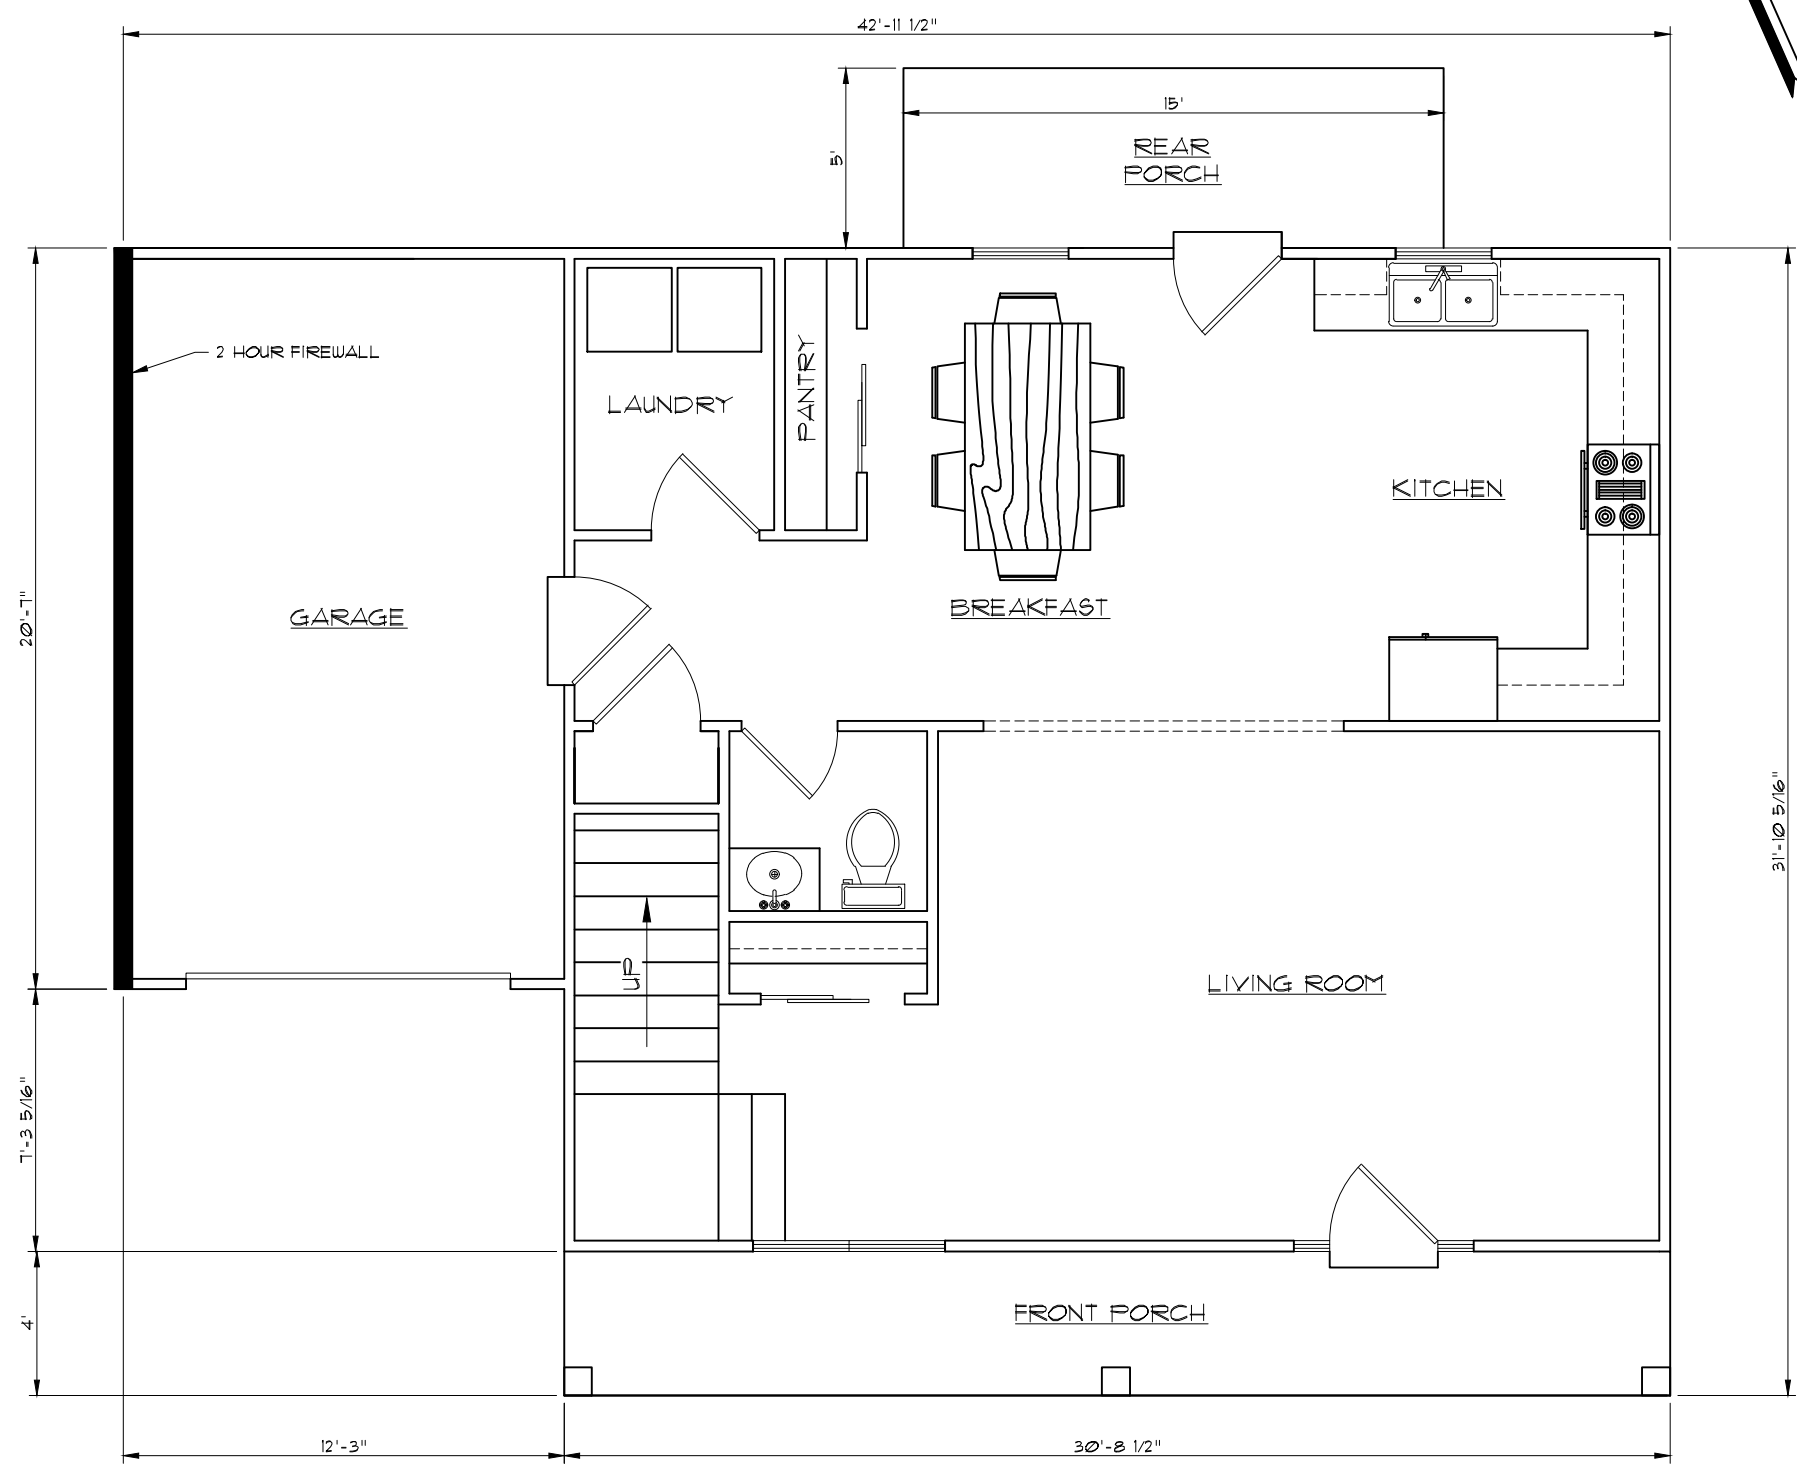 42'-11 1/2"
15'
5'
REAR
PORCH
2 HOUR FIREWALL
LAUNDRY
PANTRY
KITCHEN
BREAKFAST
GARAGE
20'-7"
31'-10 5/16"
UP
LIVING ROOM
7'-3 5/16"
4'
FRONT PORCH
12'-3"
30'-8 1/2"